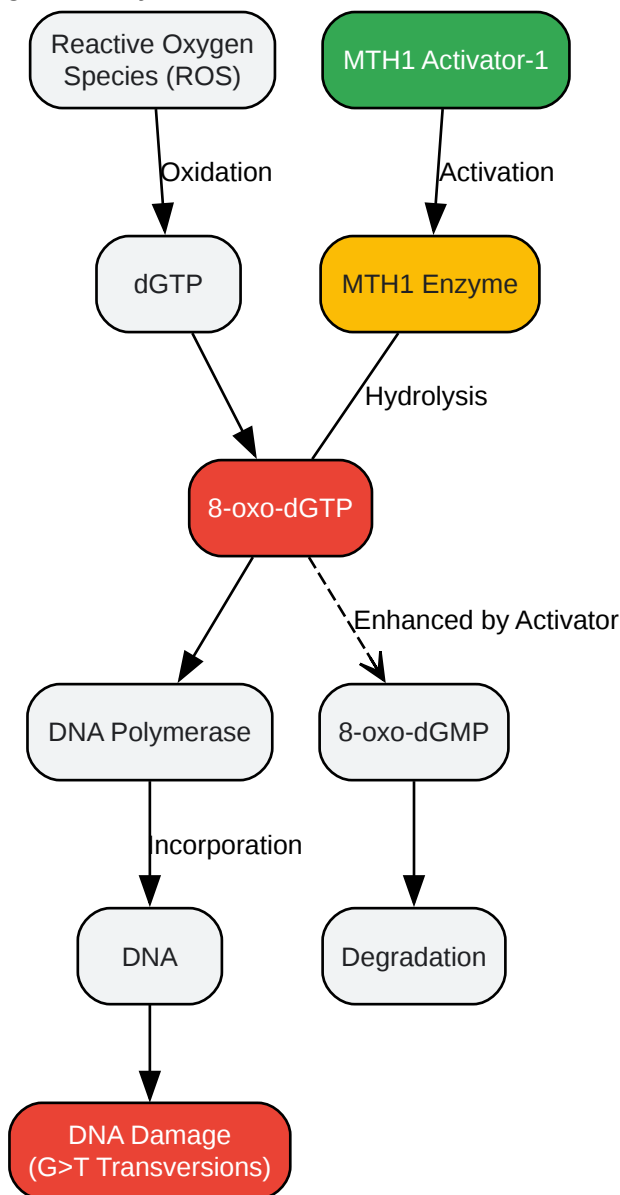 Reactive Oxygen
Species (ROS)
MTH1 Activator-1
Oxidation
Activation
dGTP
MTH1 Enzyme
Hydrolysis
8-oxo-dGTP
Enhanced by Activator
DNA Polymerase
8-oxo-dGMP
Incorporation
DNA
Degradation
DNA Damage
(G>T Transversions)